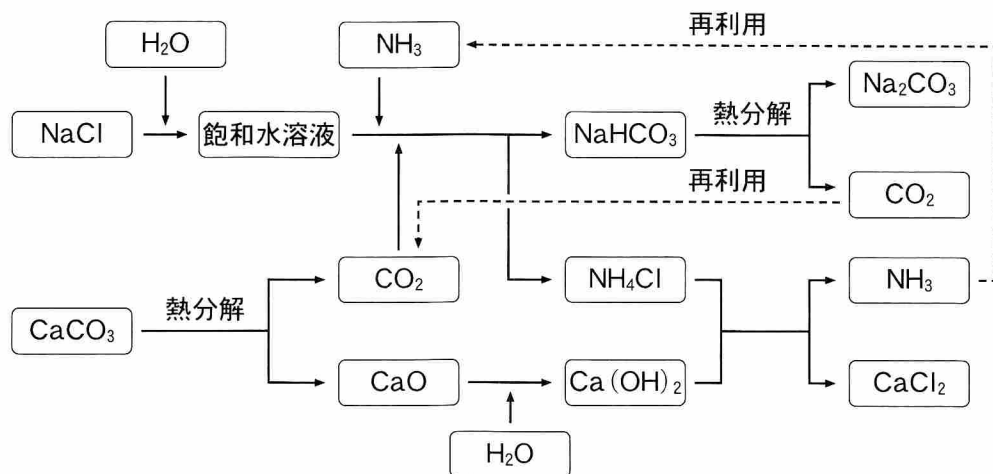 再利用
H₂O
NH₃
Na₂CO₃
熱分解
NaCl
飽和水溶液
NaHCO₃
再利用
CO₂
CO₂
NH₄Cl
NH₃
熱分解
CaCO₃
CaO
Ca(OH)₂
CaCl₂
H₂O